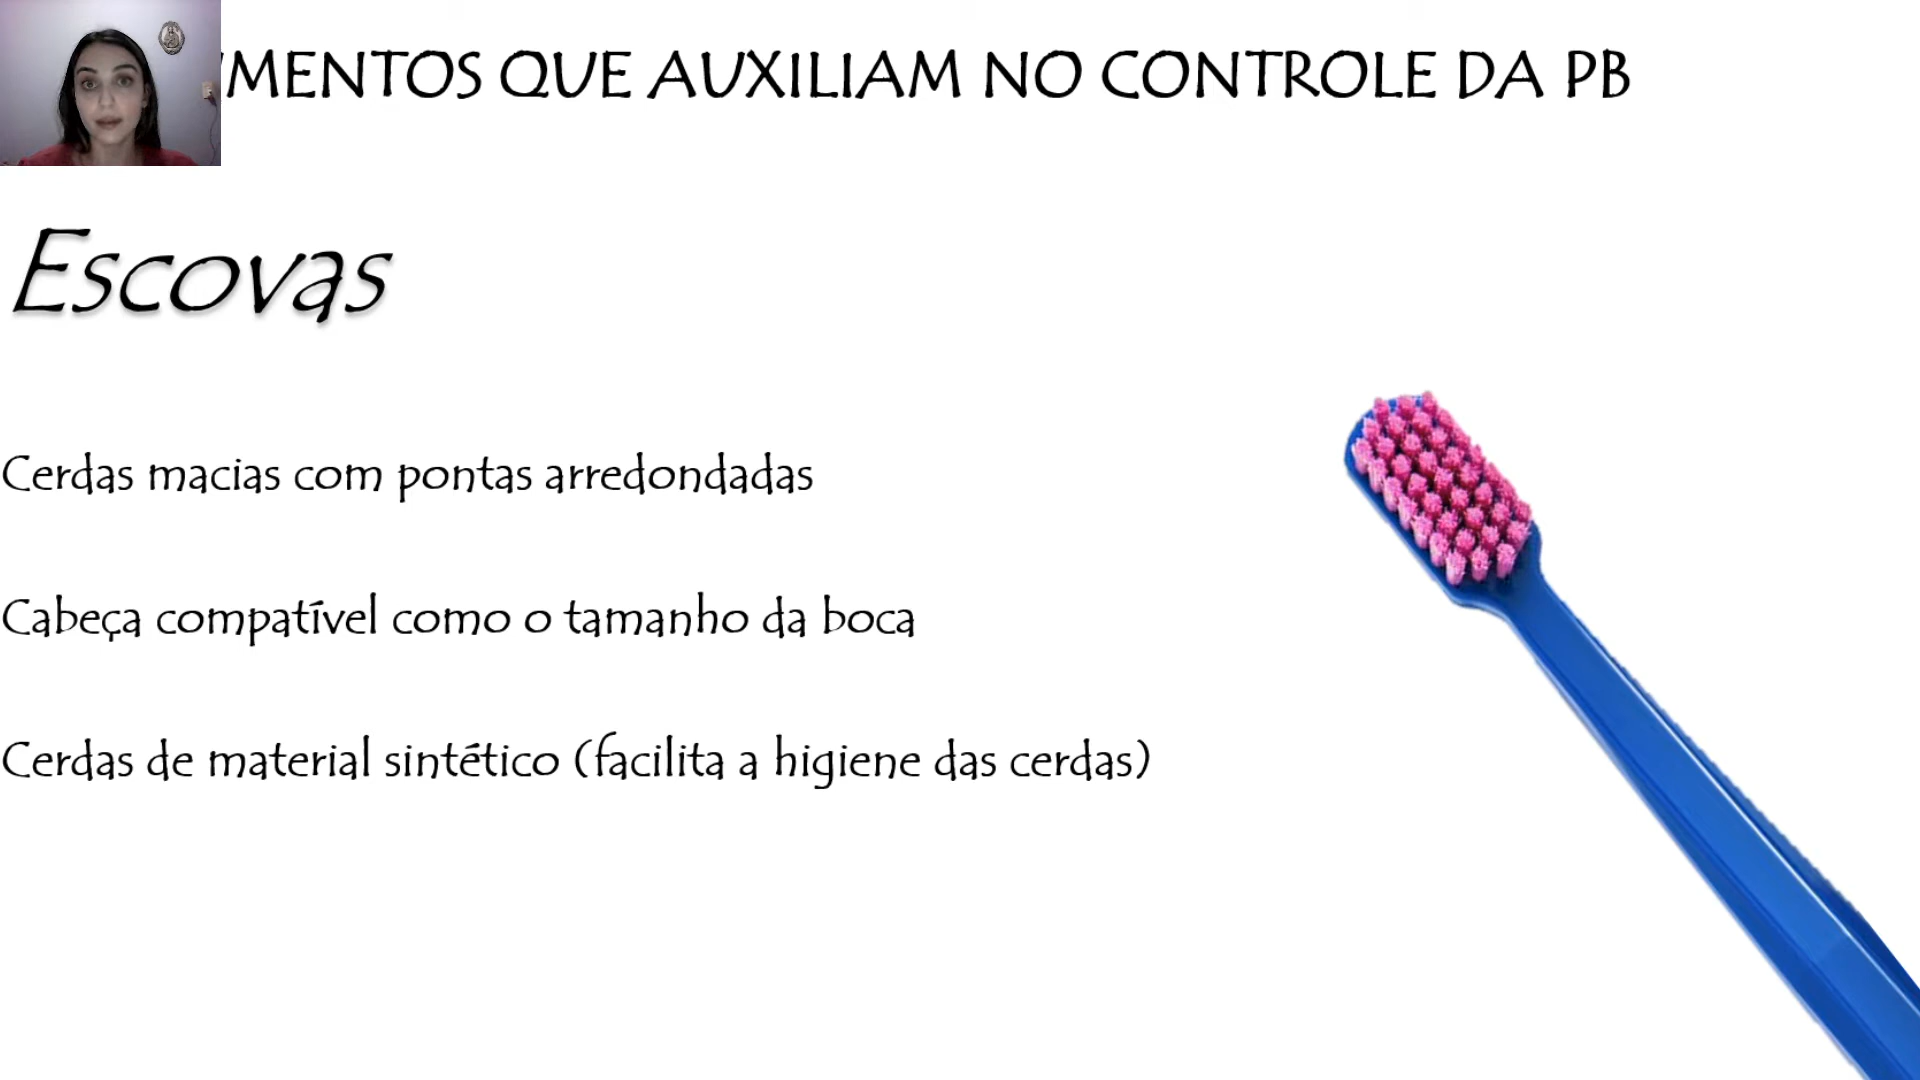 MENTOS QUE AUXILIAM NO CONTROLE DA PB
Escovas
Cerdas macias com pontas arredondadas
Cabeça compatível como o tamanho da boca
Cerdas de material sintético (facilita a higiene das cerdas)